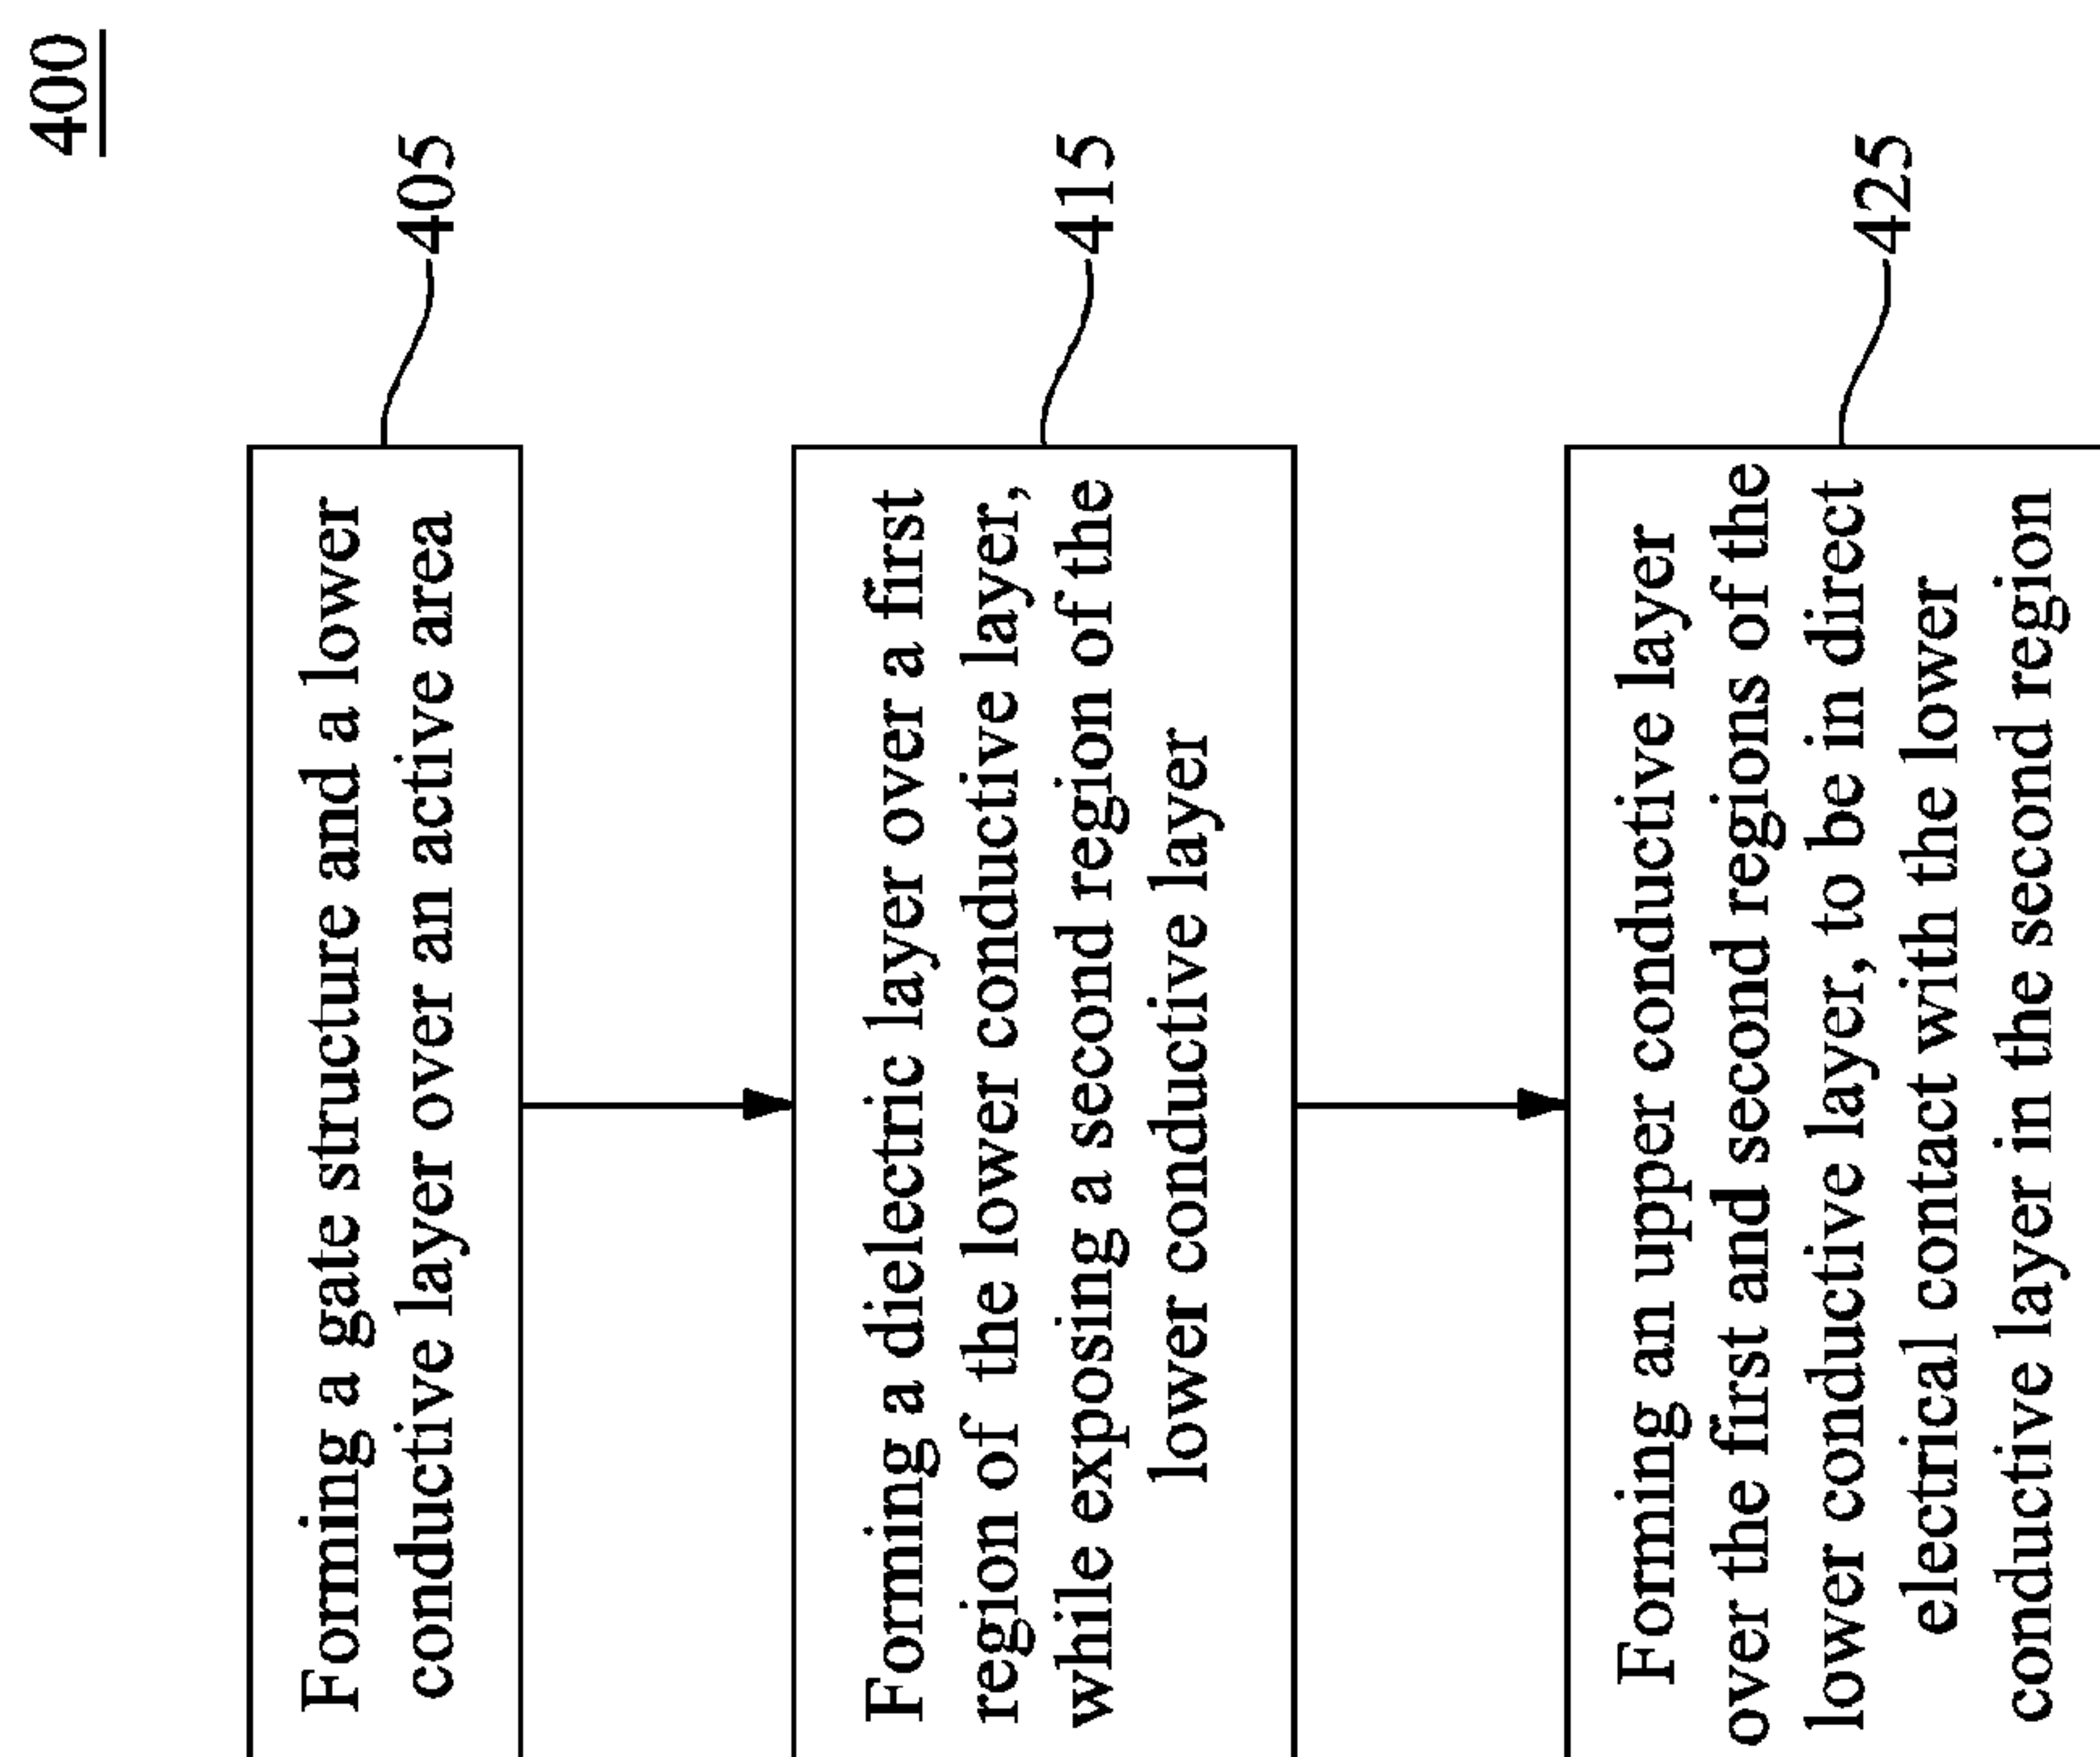 400
405
Forming a gate structure and a lower
conductive layer over an active area
415
Forming a dielectric layer over a first
region of the lower conductive layer,
while exposing a second region of the
lower conductive layer
425
Forming an upper conductive layer
over the first and second regions of the
lower conductive layer, to be in direct
electrical contact with the lower
conductive layer in the second region